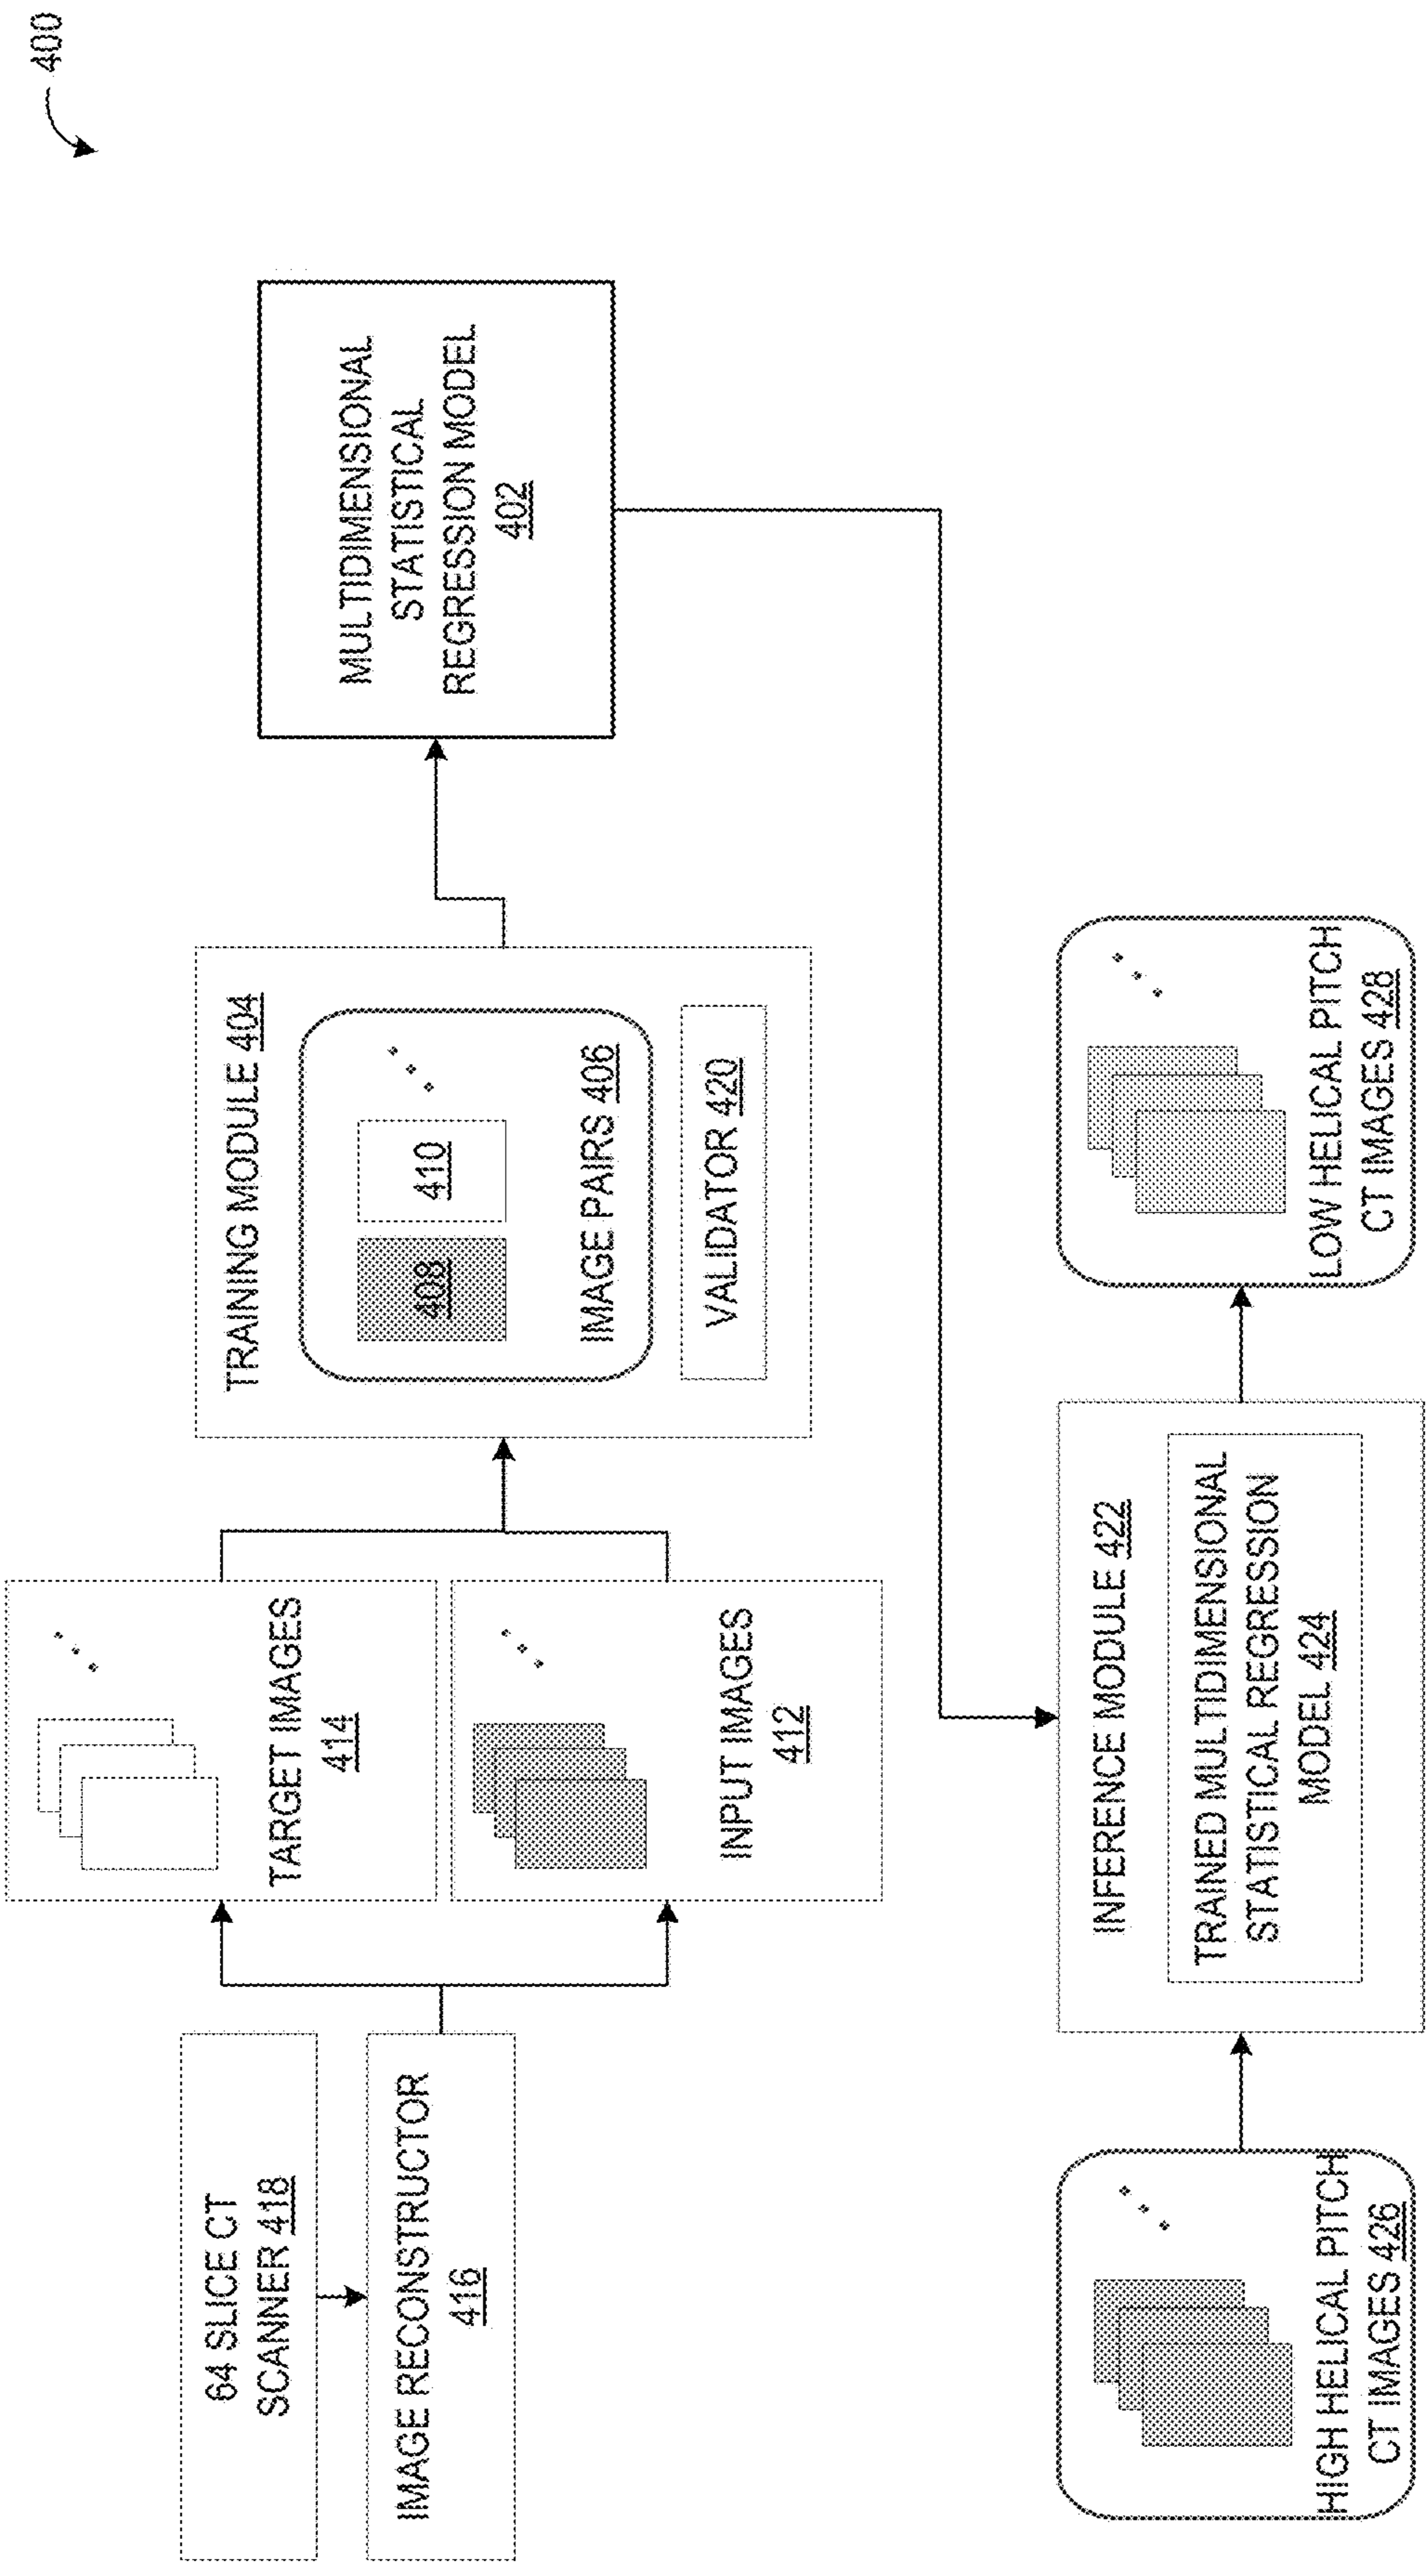 400
64 SLICE CT
SCANNER 418
IMAGE RECONSTRUCTOR
416
TARGET IMAGES
414
INPUT IMAGES
412
TRAINING MODULE 404
408
410
IMAGE PAIRS 406
VALIDATOR 420
MULTIDIMENSIONAL
STATISTICAL
REGRESSION MODEL
402
HIGH HELICAL PITCH
CT IMAGES 426
INFERENCE MODULE 422
TRAINED MULTIDIMENSIONAL
STATISTICAL REGRESSION
MODEL 424
LOW HELICAL PITCH
CT IMAGES 428